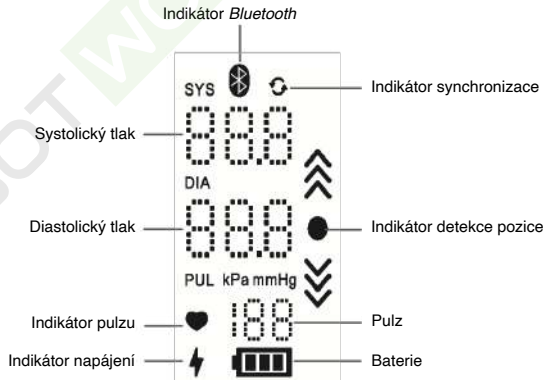 Indikátor Bluetooth
SYS
Indikátor synchronizace
Systolický tlak
88.8
DIA
Diastolický tlak
88.8
Indikátor detekce pozice
PUL kPa mmHg
Indikátor pulzu
188
Pulz
Indikátor napájení
Baterie